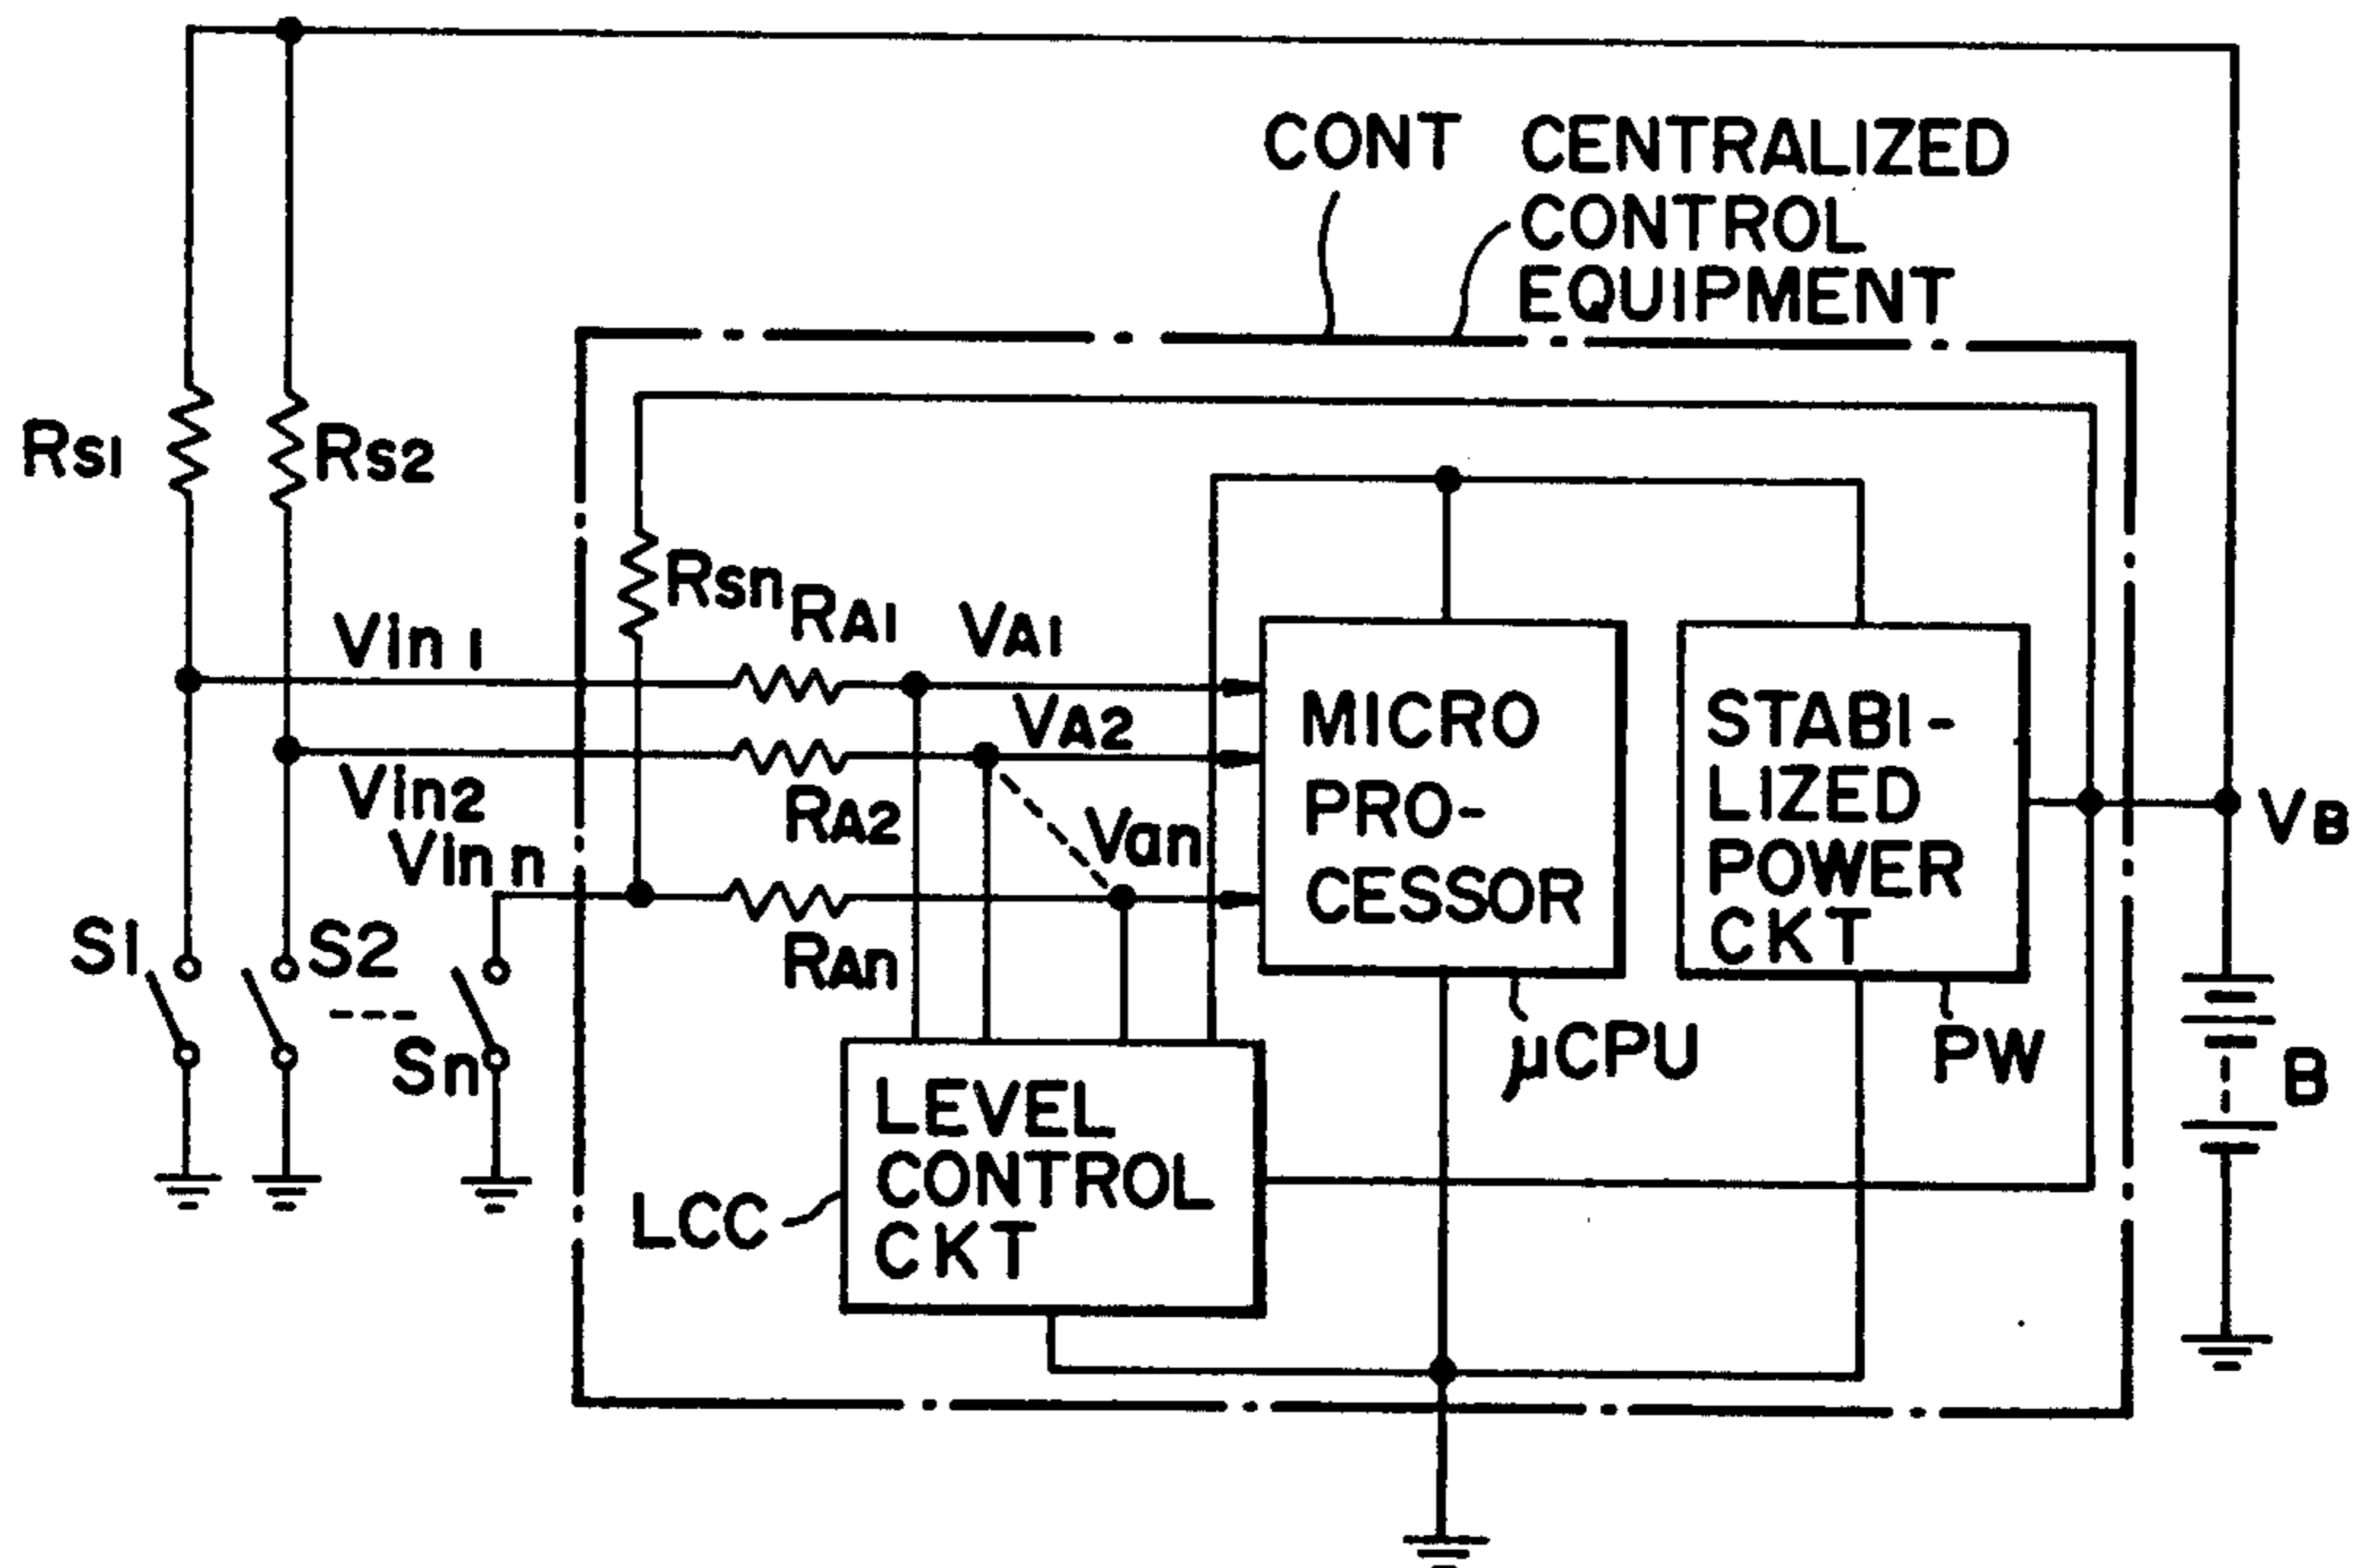 CONT
CENTRALIZED
CONTROL
EQUIPMENT
RS1
RS2
RSn
RA1
VA1
Vin 1
VA2
Vin2
RA2
Van
Vin n
RAn
MICRO
PRO-
CESSOR
STABI-
LIZED
POWER
CKT
VB
S1
S2
Sn
μCPU
PW
B
LEVEL
CONTROL
CKT
LCC